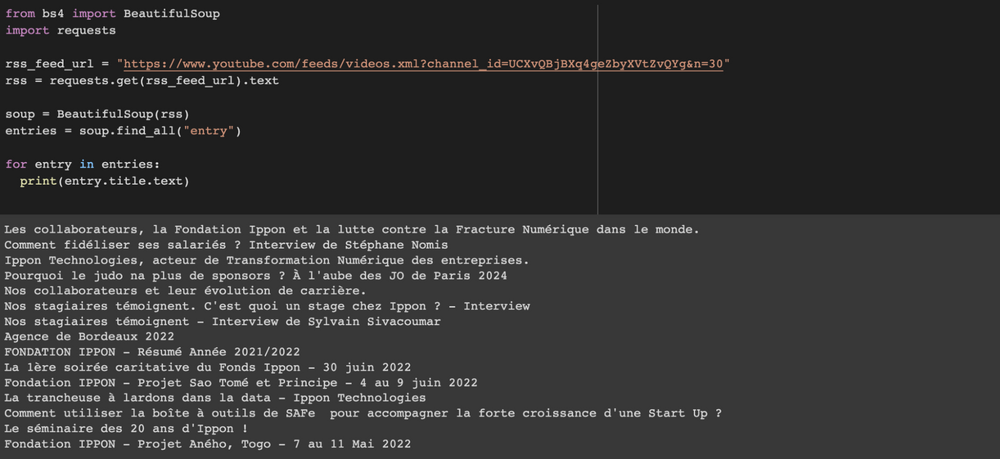 from bs4 import BeautifulSoup
import requests
rss_feed_url = "https://www.youtube.com/feeds/videos.xml?channel_id=UCXvQBjBXq4geZbyXVtZvQYg&n=30"
rss = requests.get(rss_feed_url).text
soup = BeautifulSoup(rss)
entries = soup.find_all("entry")
for entry in entries:
  print(entry.title.text)
Les collaborateurs, la Fondation Ippon et la lutte contre la Fracture Numérique dans le monde.
Comment fidéliser ses salariés ? Interview de Stéphane Nomis
Ippon Technologies, acteur de Transformation Numérique des entreprises.
Pourquoi le judo na plus de sponsors ? À l'aube des JO de Paris 2024
Nos collaborateurs et leur évolution de carrière.
Nos stagiaires témoignent. C'est quoi un stage chez Ippon ? - Interview
Nos stagiaires témoignent - Interview de Sylvain Sivacoumar
Agence de Bordeaux 2022
FONDATION IPPON - Résumé Année 2021/2022
La 1ère soirée caritative du Fonds Ippon - 30 juin 2022
Fondation IPPON - Projet Sao Tomé et Principe - 4 au 9 juin 2022
La trancheuse à lardons dans la data - Ippon Technologies
Comment utiliser la boîte à outils de SAFe  pour accompagner la forte croissance d'une Start Up ?
Le séminaire des 20 ans d'Ippon !
Fondation IPPON - Projet Aného, Togo - 7 au 11 Mai 2022